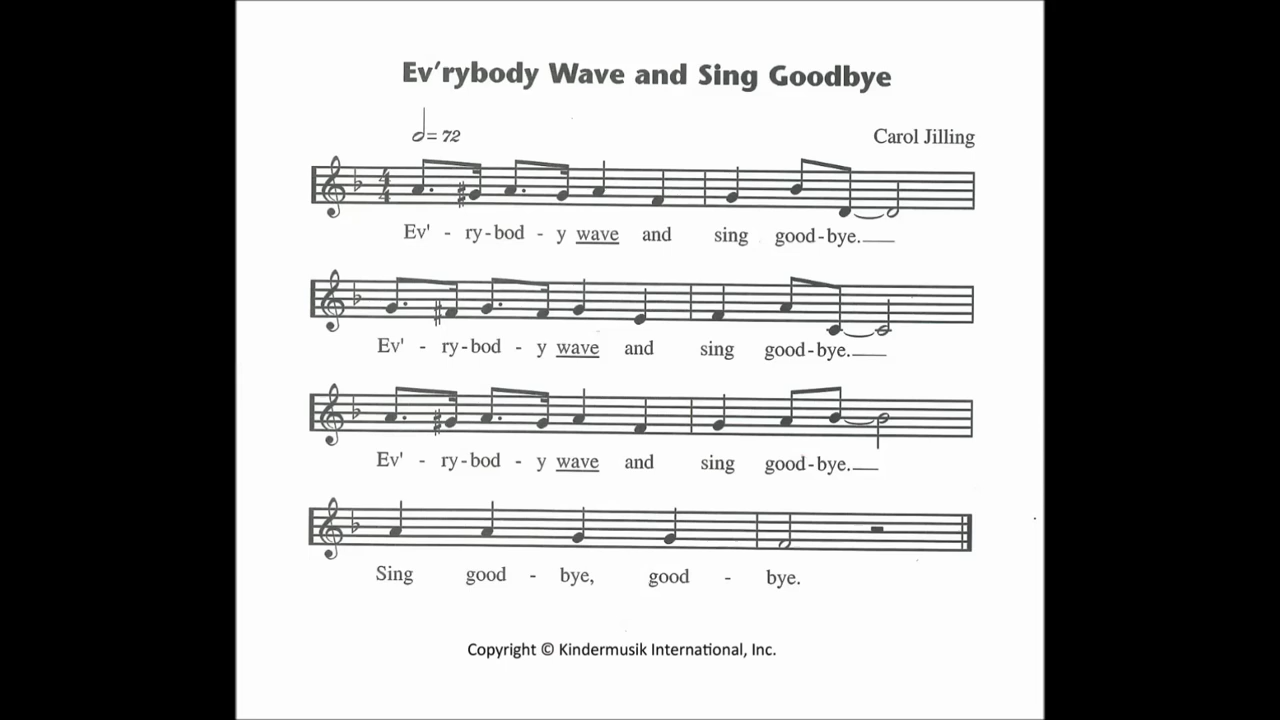 Ev'rybody Wave and Sing Goodbye
= 72
Carol Jilling
4
4
Ev' - ry - bod - y wave and sing good - bye.
Ev' - ry - bod - y wave and sing good - bye.
Ev' - ry - bod - y wave and sing good - bye.
Sing good - bye, good - bye.
Copyright © Kindermusik International, Inc.